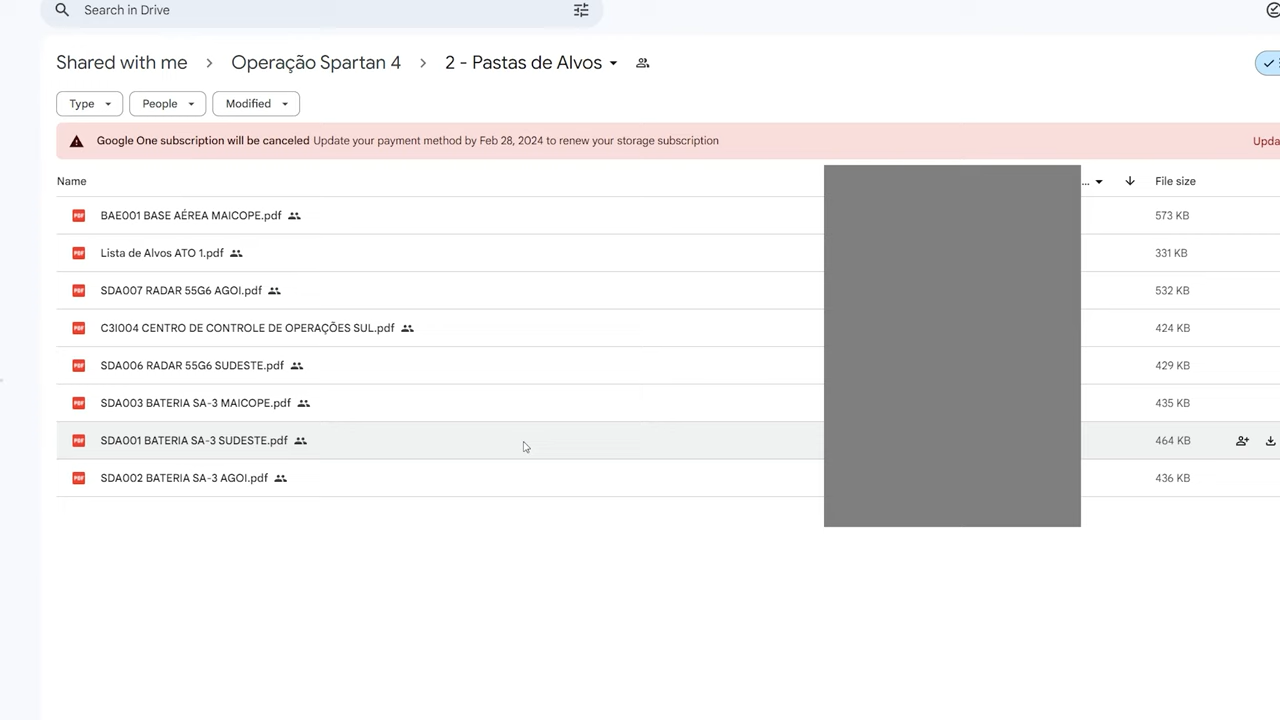 Search in Drive
Shared with me > Operação Spartan 4 > 2 - Pastas de Alvos
Type People Modified
Google One subscription will be canceled Update your payment method by Feb 28, 2024 to renew your storage subscription
Name ... File size
BAE001 BASE AÉREA MAICOPE.pdf 573 KB
Lista de Alvos ATO 1.pdf 331 KB
SDA007 RADAR 55G6 AGOI.pdf 532 KB
C3I004 CENTRO DE CONTROLE DE OPERAÇÕES SUL.pdf 424 KB
SDA006 RADAR 55G6 SUDESTE.pdf 429 KB
SDA003 BATERIA SA-3 MAICOPE.pdf 435 KB
SDA001 BATERIA SA-3 SUDESTE.pdf 464 KB
SDA002 BATERIA SA-3 AGOI.pdf 436 KB